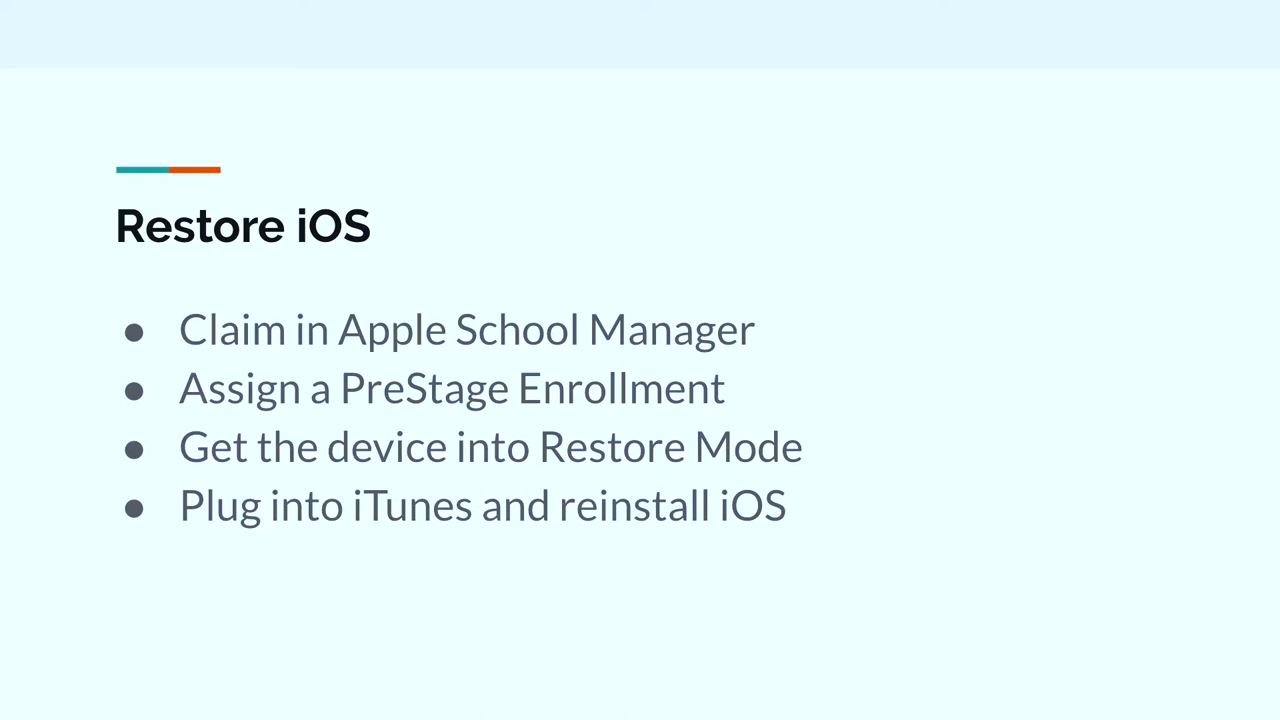 Restore iOS
● Claim in Apple School Manager
● Assign a PreStage Enrollment
● Get the device into Restore Mode
● Plug into iTunes and reinstall iOS